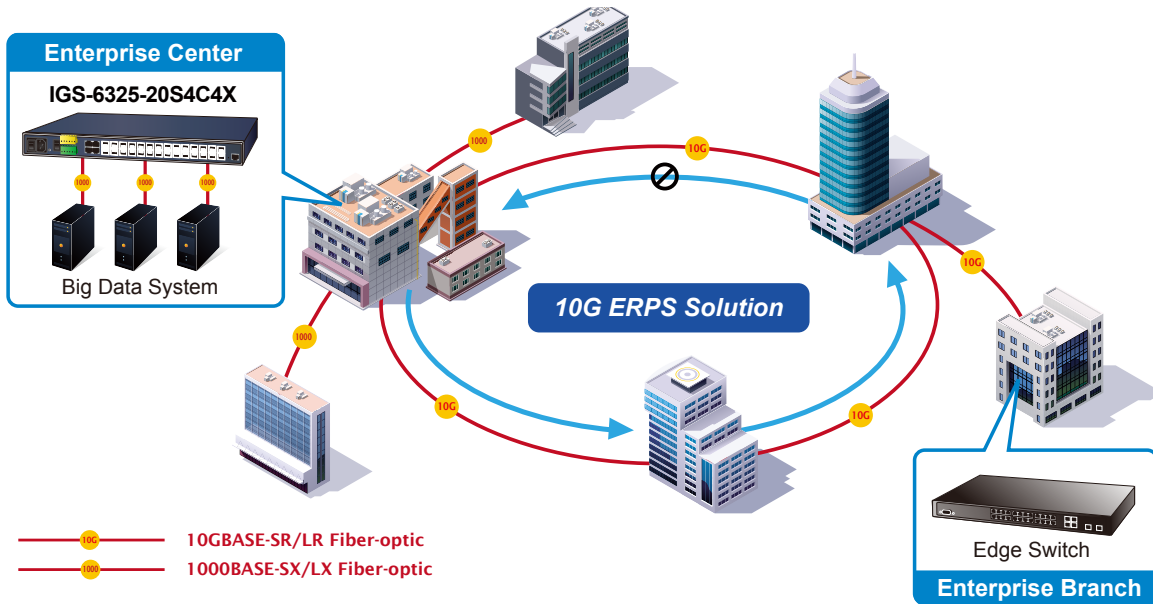 Enterprise Center
IGS-6325-20S4C4X
1000
1000
1000
Big Data System
1000
10G
10G ERPS Solution
10G
1000
10G
10G
10G 10GBASE-SR/LR Fiber-optic
1000 1000BASE-SX/LX Fiber-optic
Edge Switch
Enterprise Branch